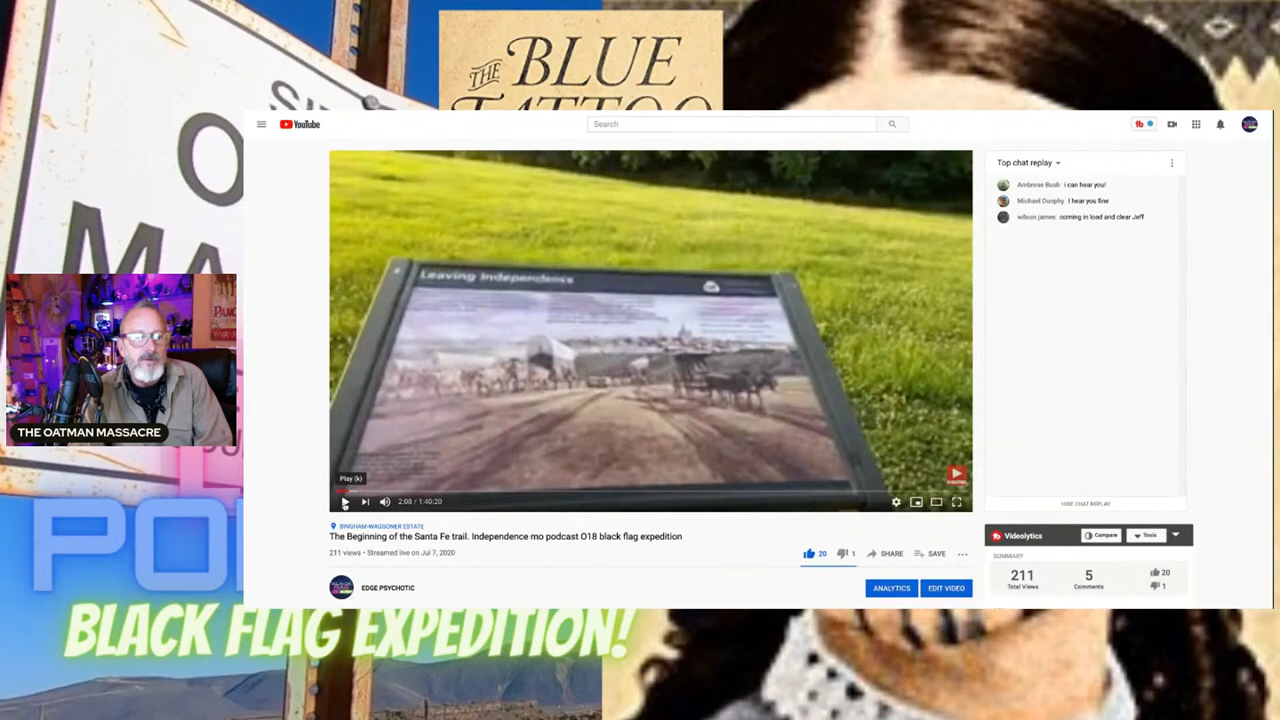 THE BLUE
TATTOO
YouTube
Search
Top chat replay
Ambrose Bush i can hear you!
Michael Dunphy I hear you fine
wilson james coming in load and clear Jeff
O
MA
Leaving Independence
THE OATMAN MASSACRE
Play (k)
2:08 / 1:40:20
HIDE CHAT REPLAY
BINGHAM-WAGGONER ESTATE
The Beginning of the Santa Fe trail. Independence mo podcast O18 black flag expedition
211 views • Streamed live on Jul 7, 2020
20
1
SHARE
SAVE
EDGE PSYCHOTIC
ANALYTICS
EDIT VIDEO
tb Videolytics
Compare
Tools
SUMMARY
211
Total Views
5
Comments
20
1
PO
BLACK FLAG EXPEDITION!